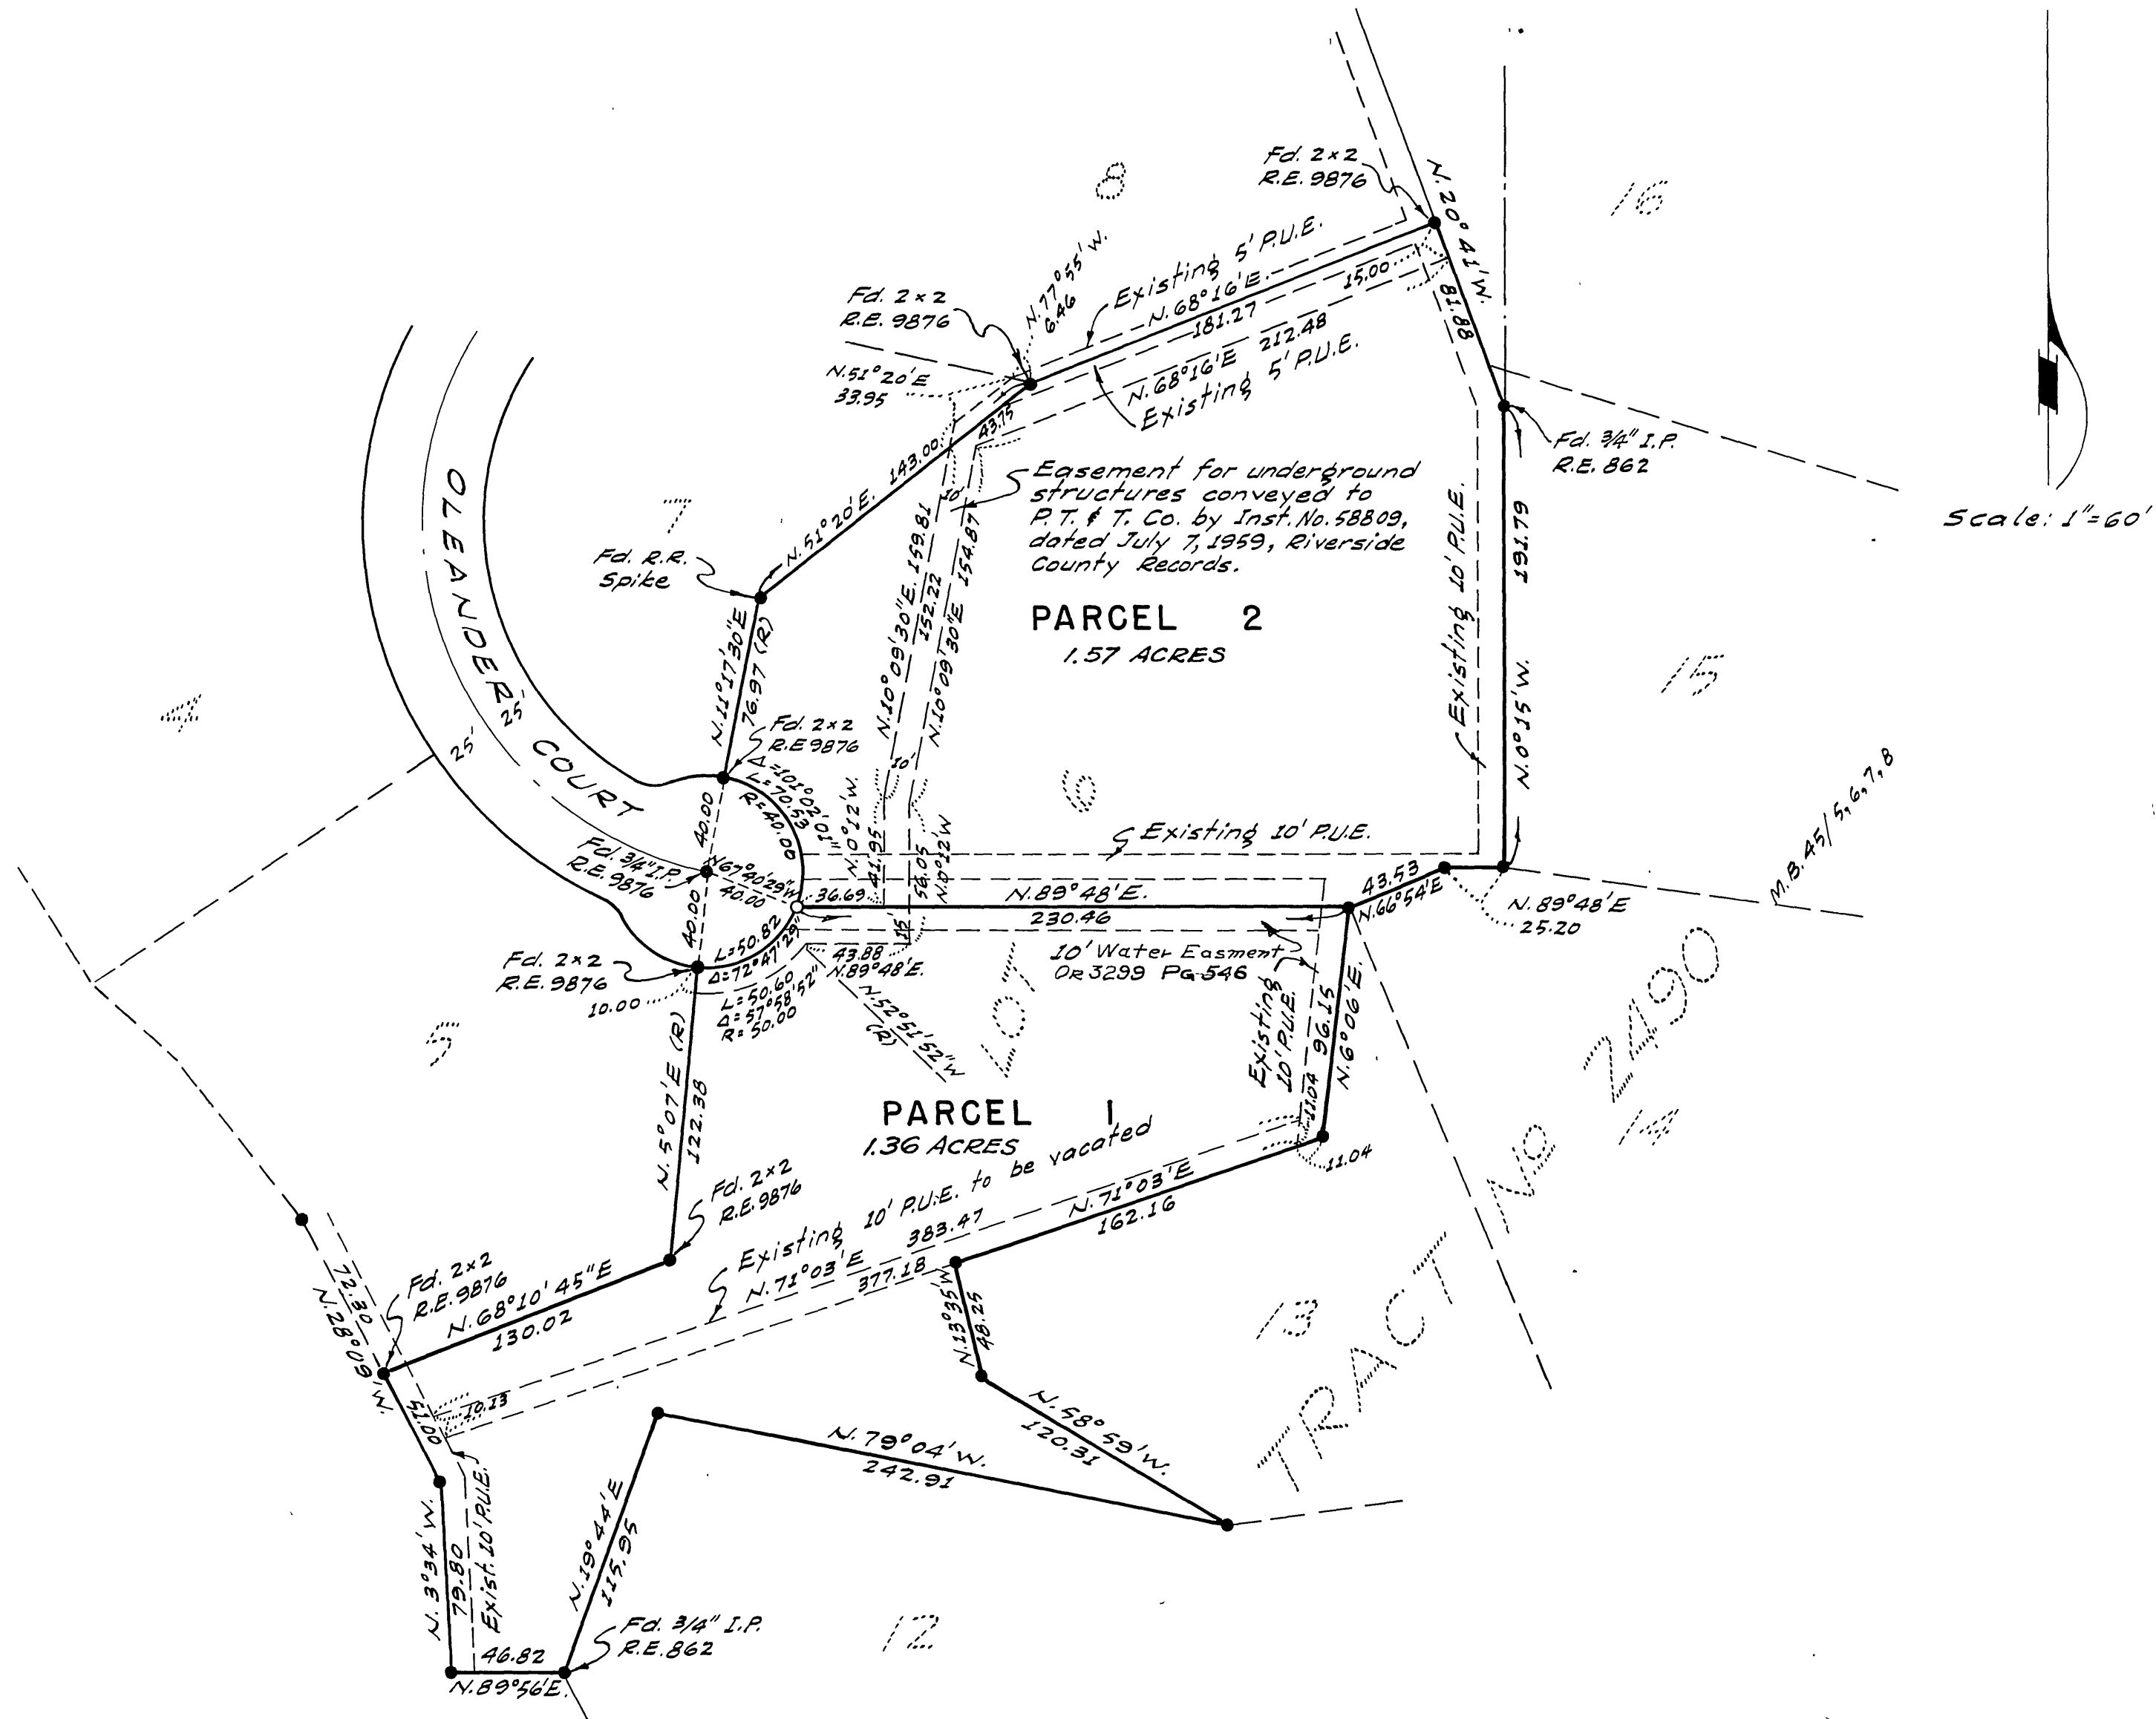 8
16
Fd. 2×2
R.E. 9876
N. 20° 41' W.
81.88
N. 77° 55' W.
6.46
Existing 5' P.U.E.
N. 68° 16' E.
181.27
15.00
N. 68° 16' E 212.48
Existing 5' P.U.E.
Fd. 2×2
R.E. 9876
N. 51° 20' E
33.95
43.75
143.00
N. 51° 20' E.
Fd. 3/4" I.P.
R.E. 862
Scale: 1"=60'
OLEANDER COURT
25'
25'
7
4
Fd. R.R.
Spike
10'
Easement for underground
structures conveyed to
P. T. & T. Co. by Inst. No. 58809,
dated July 7, 1959, Riverside
County Records.
PARCEL 2
1.57 ACRES
N. 10° 09' 30" E. 159.81
152.22
N. 10° 09' 30" E 154.87
Existing 10' P.U.E.
191.79
N. 0° 15' W.
15
N. 11° 17' 30" E
76.97 (R)
Fd. 2×2
R.E 9876
Δ=101° 02' 01"
L=70.53
R=40.00
10'
N. 0° 12' W.
41.95
56.05
N. 0° 12' W
6
Existing 10' P.U.E.
M.B. 45/5,6,7,8
40.00
Fd. 3/4" I.P.
R.E. 9876
N67° 40' 29" W
40.00
36.69
N. 89° 48' E.
230.46
43.53
N. 66° 54' E
N. 89° 48' E
25.20
40.00
L=50.82
Δ=72° 47' 29"
15
43.88
N. 89° 48' E.
10' Water Easment
OR 3299 PG 546
Fd. 2×2
R.E. 9876
10.00
L=50.60
Δ=57° 58' 52"
R=50.00
N. 52° 51' 52" W
(R)
LOT
Existing
10' P.U.E.
96.15
N. 6° 06' E.
11.04
11.04
5
N. 5° 07' E (R)
122.38
PARCEL 1
1.36 ACRES
TRACT No 2490
14
Fd. 2×2
R.E. 9876
Existing 10' P.U.E. to be vacated
N. 71° 03' E 383.47
377.18
N. 71° 03' E
162.16
Fd. 2×2
R.E. 9876
72.30
N. 28° 09' W.
N. 68° 10' 45" E
130.02
51.00
10.13
N. 13° 35' W
48.25
13
N. 58° 59' W.
120.31
N. 79° 04' W.
242.91
N. 3° 34' W.
79.80
Exist. 10' P.U.E.
N. 19° 44' E
115.95
Fd. 3/4" I.P.
R.E. 862
12
46.82
N. 89° 56' E.